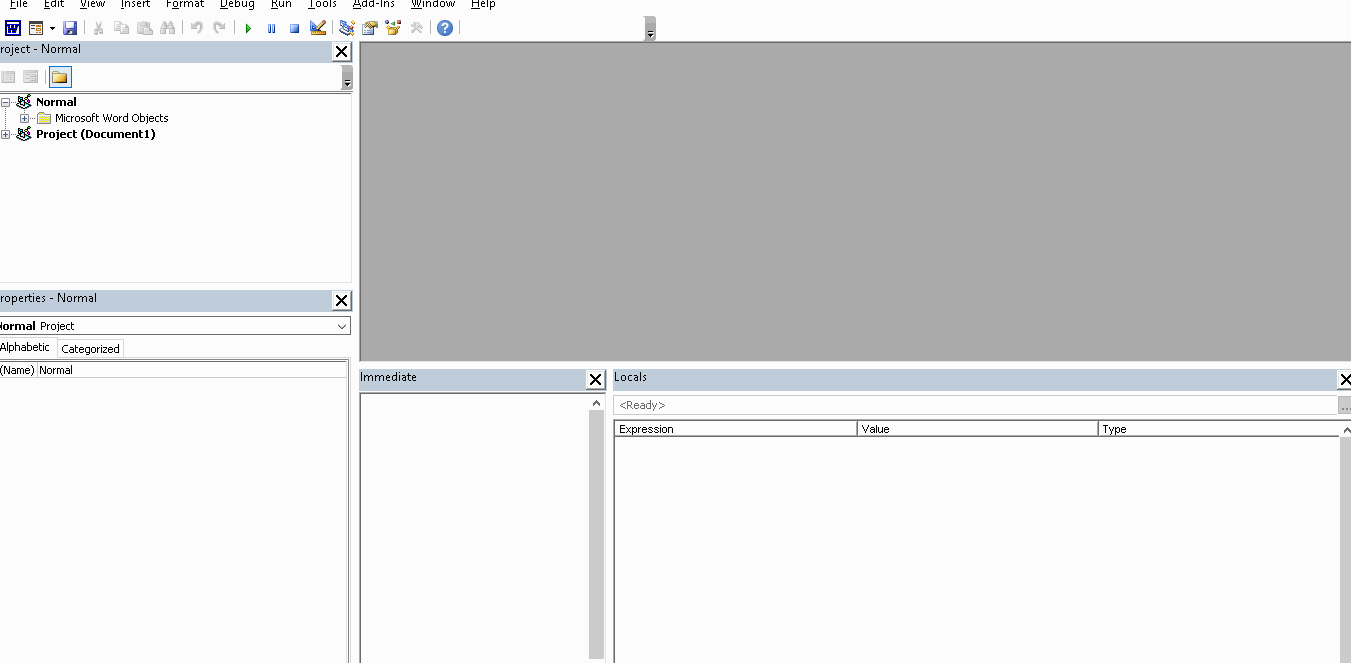 File Edit View Insert Format Debug Run Tools Add-Ins Window Help
roject - Normal
Normal
Microsoft Word Objects
Project (Document1)
roperties - Normal
Normal Project
Alphabetic Categorized
(Name) Normal
Immediate
Locals
<Ready>
...
Expression Value Type